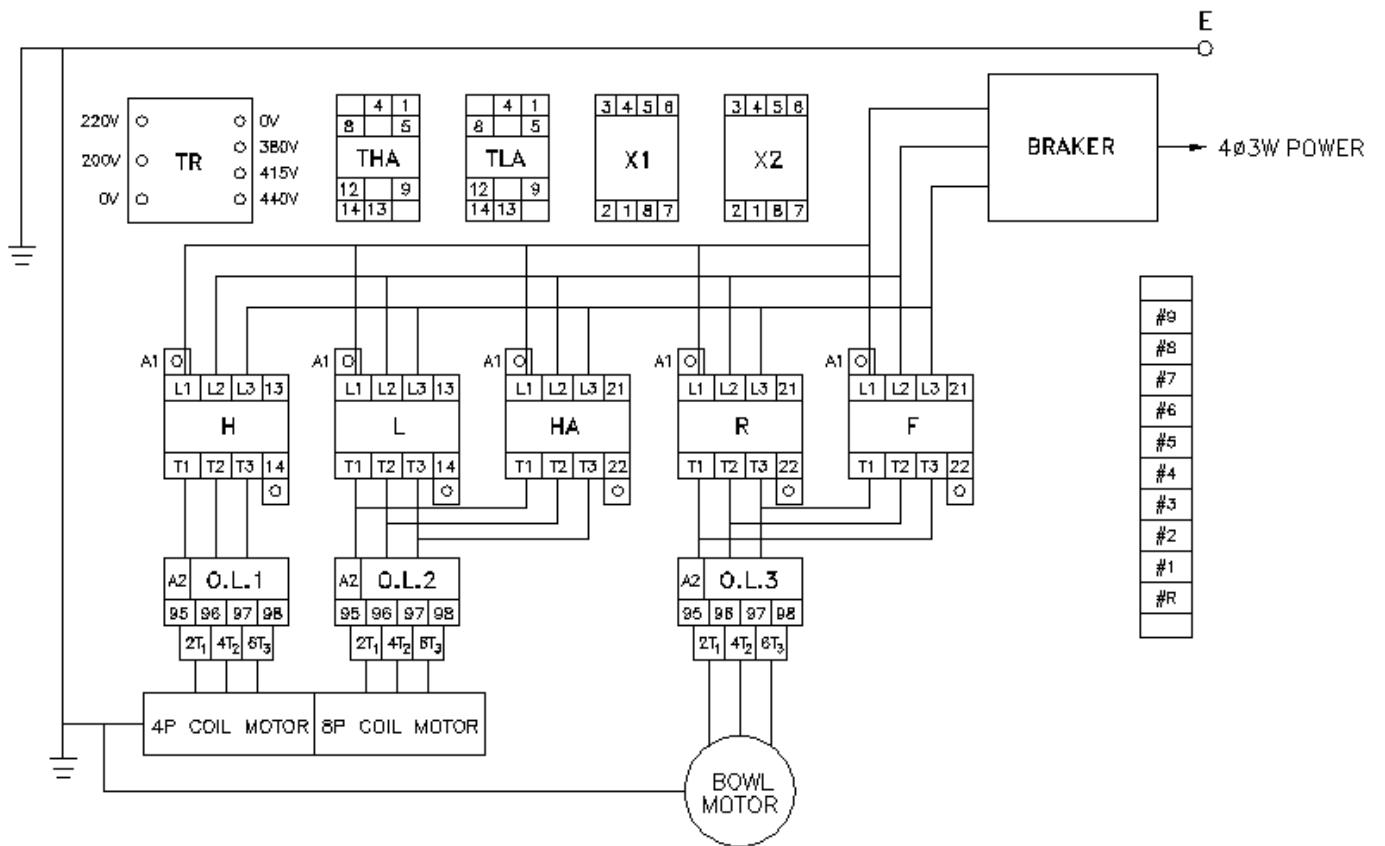 E
220V
200V
0V
TR
0V
380V
415V
440V
4 1
8 5
THA
12 9
14 13
4 1
8 5
TLA
12 9
14 13
3 4 5 6
X1
2 1 8 7
3 4 5 6
X2
2 1 8 7
BRAKER
4ø3W POWER
A1
L1 L2 L3 13
H
T1 T2 T3 14
A1
L1 L2 L3 13
L
T1 T2 T3 14
A1
L1 L2 L3 21
HA
T1 T2 T3 22
A1
L1 L2 L3 21
R
T1 T2 T3 22
A1
L1 L2 L3 21
F
T1 T2 T3 22
#9
#8
#7
#6
#5
#4
#3
#2
#1
#R
A2 O.L.1
95 96 97 98
2T1 4T2 6T3
A2 O.L.2
95 96 97 98
2T1 4T2 6T3
A2 O.L.3
95 96 97 98
2T1 4T2 6T3
4P COIL MOTOR
8P COIL MOTOR
BOWL
MOTOR